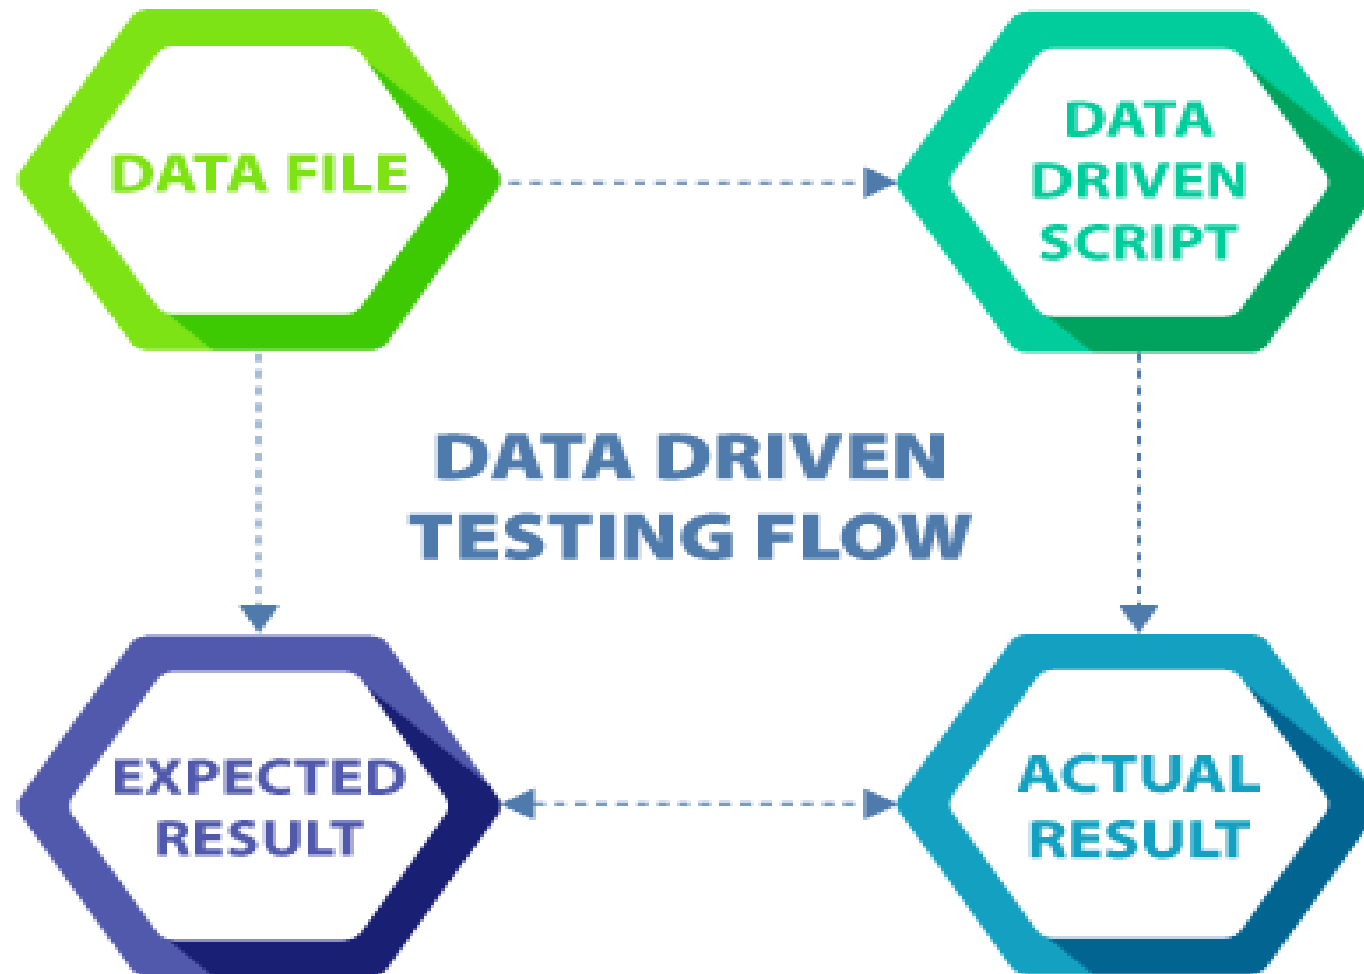 DATA FILE
DATA
DRIVEN
SCRIPT
DATA DRIVEN
TESTING FLOW
EXPECTED
RESULT
ACTUAL
RESULT